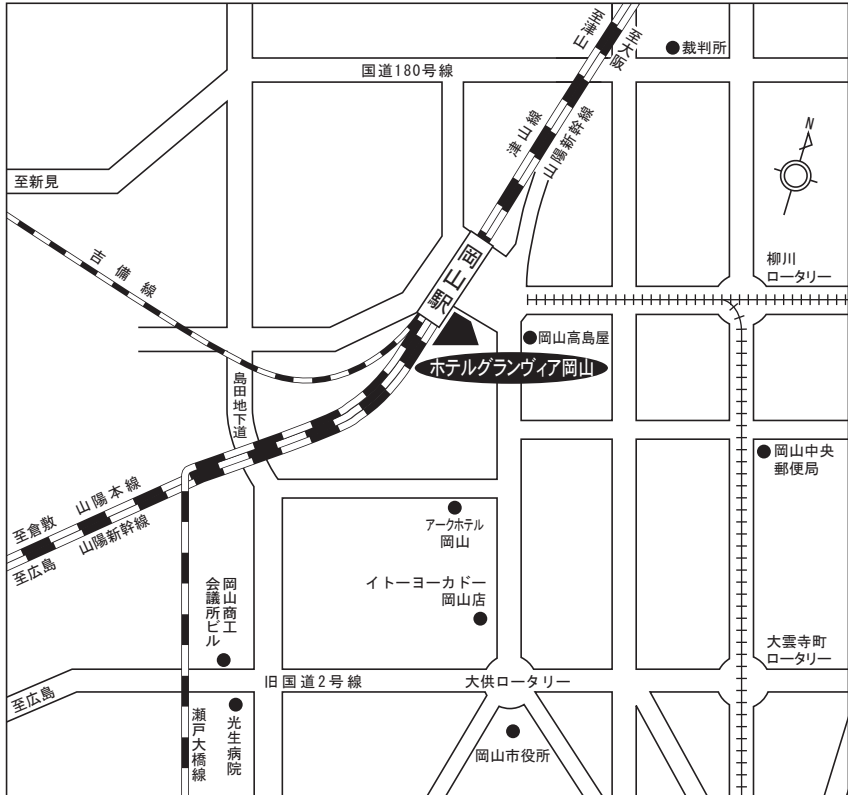 至津山
至大阪
裁判所
国道180号線
津山線
山陽新幹線
N
至新見
吉備線
岡山駅
柳川
ロータリー
岡山高島屋
ホテルグランヴィア岡山
島田地下道
岡山中央
郵便局
至倉敷
山陽本線
至広島
山陽新幹線
アークホテル
岡山
イトーヨーカドー
岡山店
岡山商工
会議所ビル
大雲寺町
ロータリー
旧国道2号線
大供ロータリー
至広島
瀬戸大橋線
光生病院
岡山市役所